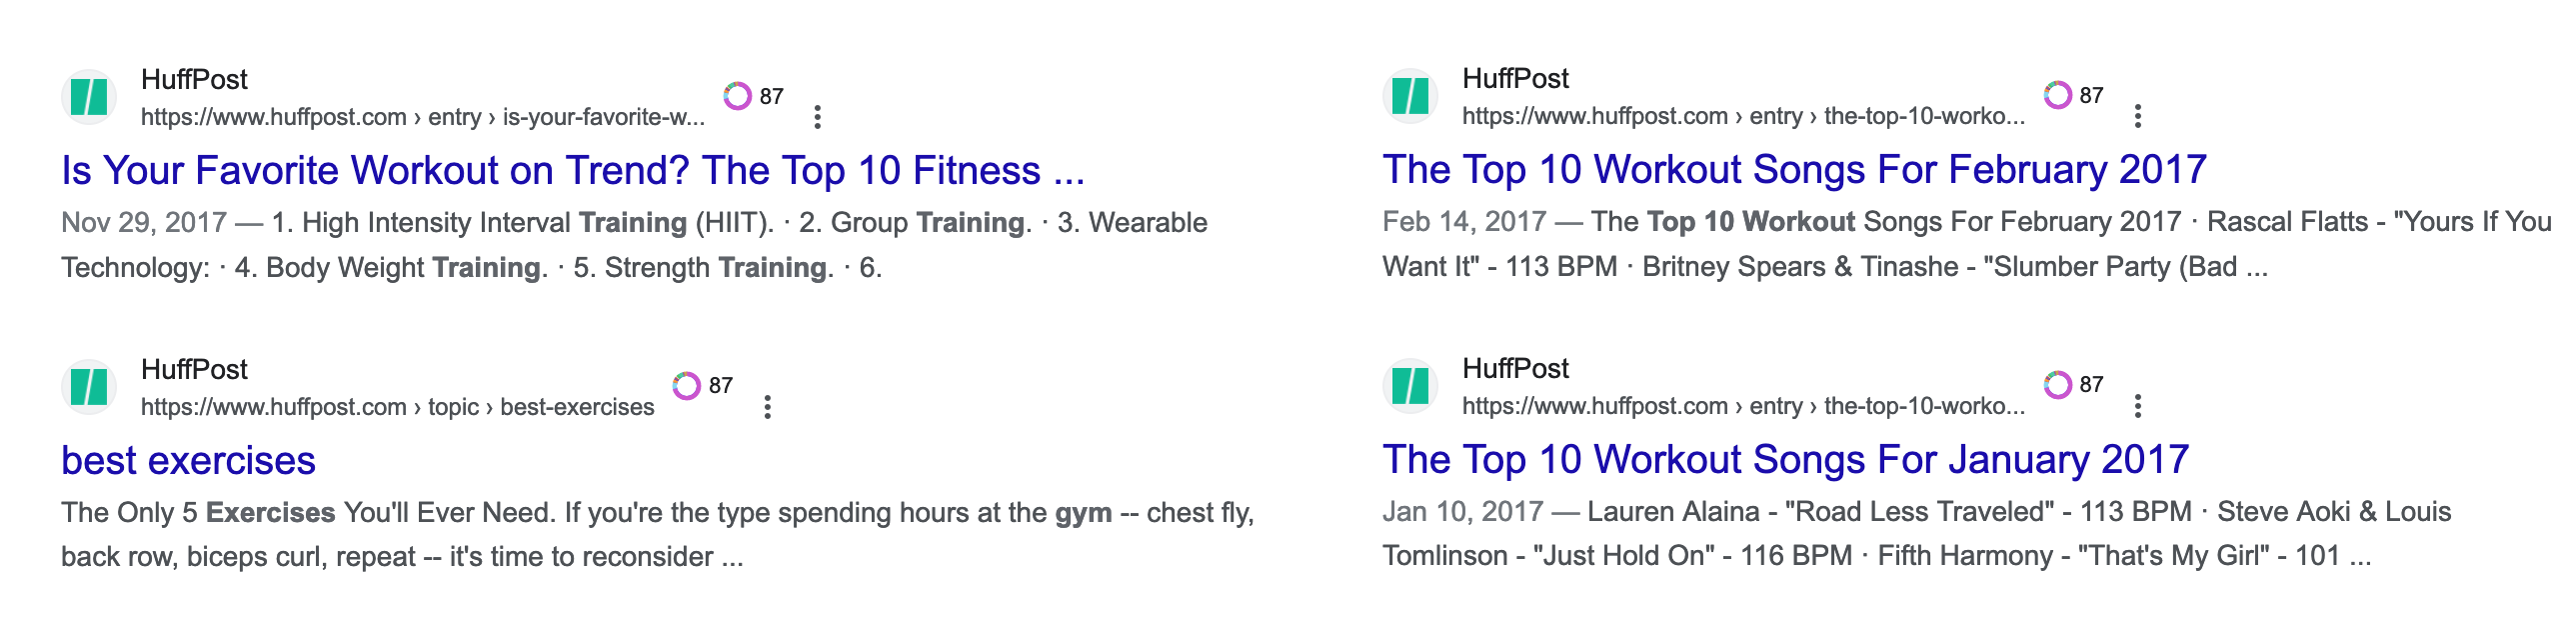 HuffPost
https://www.huffpost.com › entry › is-your-favorite-w...
87
Is Your Favorite Workout on Trend? The Top 10 Fitness ...
Nov 29, 2017 — 1. High Intensity Interval Training (HIIT). · 2. Group Training. · 3. Wearable
Technology: · 4. Body Weight Training. · 5. Strength Training. · 6.
HuffPost
https://www.huffpost.com › topic › best-exercises
87
best exercises
The Only 5 Exercises You'll Ever Need. If you're the type spending hours at the gym -- chest fly,
back row, biceps curl, repeat -- it's time to reconsider ...
HuffPost
https://www.huffpost.com › entry › the-top-10-worko...
87
The Top 10 Workout Songs For February 2017
Feb 14, 2017 — The Top 10 Workout Songs For February 2017 · Rascal Flatts - "Yours If You
Want It" - 113 BPM · Britney Spears & Tinashe - "Slumber Party (Bad ...
HuffPost
https://www.huffpost.com › entry › the-top-10-worko...
87
The Top 10 Workout Songs For January 2017
Jan 10, 2017 — Lauren Alaina - "Road Less Traveled" - 113 BPM · Steve Aoki & Louis
Tomlinson - "Just Hold On" - 116 BPM · Fifth Harmony - "That's My Girl" - 101 ...